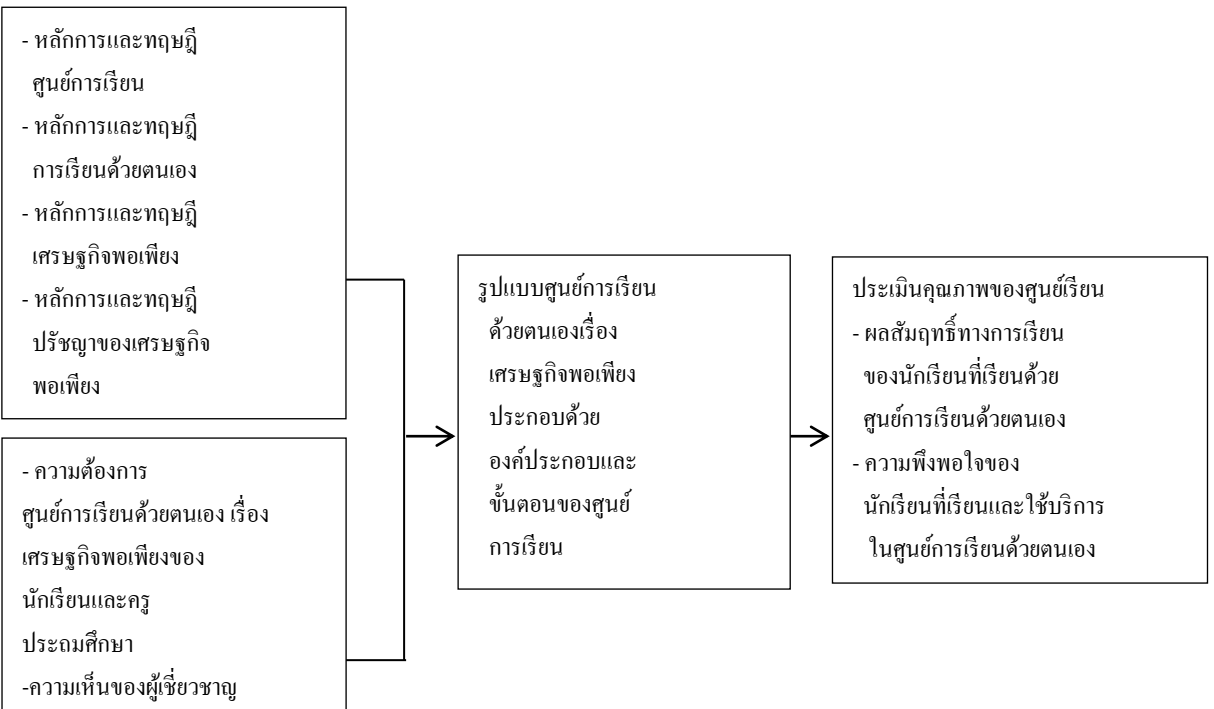 - หลักการและทฤษฎี
ศูนย์การเรียน
- หลักการและทฤษฎี
การเรียนด้วยตนเอง
- หลักการและทฤษฎี
เศรษฐกิจพอเพียง
- หลักการและทฤษฎี
ปรัชญาของเศรษฐกิจ
พอเพียง
- ความต้องการ
ศูนย์การเรียนด้วยตนเอง เรื่อง
เศรษฐกิจพอเพียงของ
นักเรียนและครู
ประถมศึกษา
-ความเห็นของผู้เชี่ยวชาญ
รูปแบบศูนย์การเรียน
ด้วยตนเองเรื่อง
เศรษฐกิจพอเพียง
ประกอบด้วย
องค์ประกอบและ
ขั้นตอนของศูนย์
การเรียน
ประเมินคุณภาพของศูนย์เรียน
- ผลสัมฤทธิ์ทางการเรียน
ของนักเรียนที่เรียนด้วย
ศูนย์การเรียนด้วยตนเอง
- ความพึงพอใจของ
นักเรียนที่เรียนและใช้บริการ
ในศูนย์การเรียนด้วยตนเอง